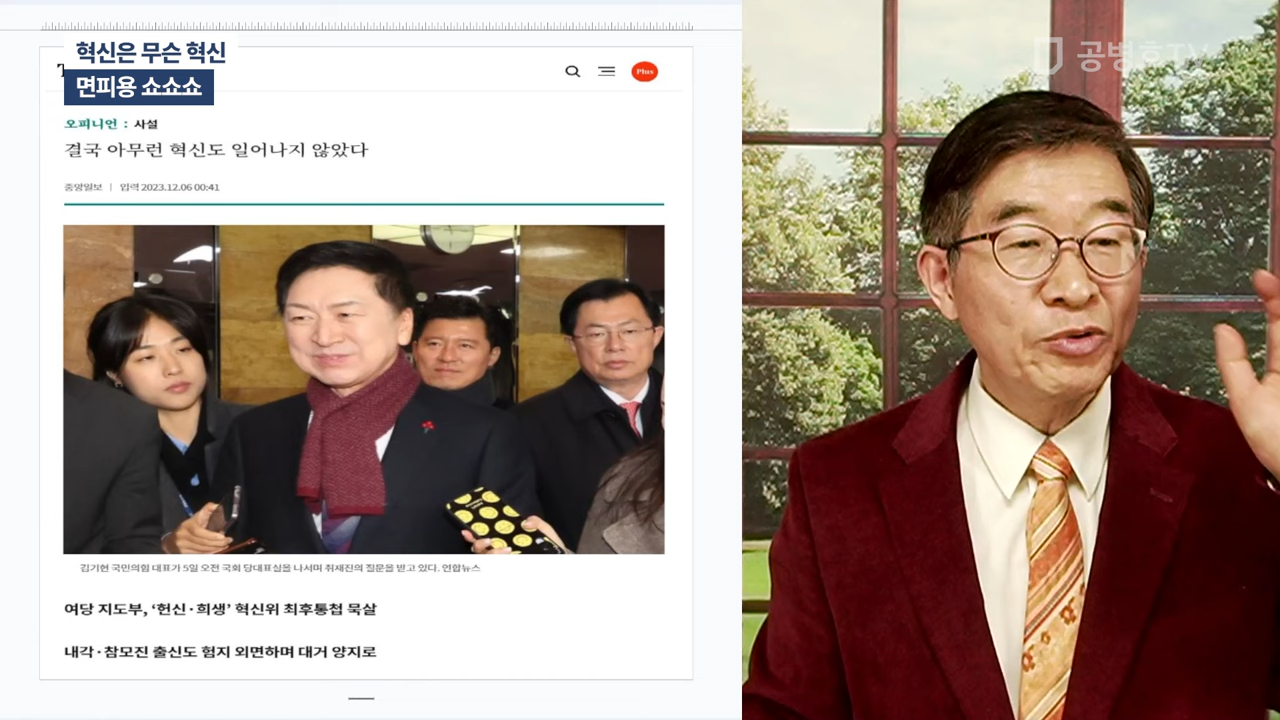 혁신은 무슨 혁신
면피용 쇼쇼쇼
공병호TV
Plus
오피니언 : 사설
결국 아무런 혁신도 일어나지 않았다
중앙일보 | 입력 2023.12.06 00:41
김기현 국민의힘 대표가 5일 오전 국회 당대표실을 나서며 취재진의 질문을 받고 있다. 연합뉴스
여당 지도부, ‘헌신·희생’ 혁신위 최후통첩 묵살
내각·참모진 출신도 험지 외면하며 대거 양지로